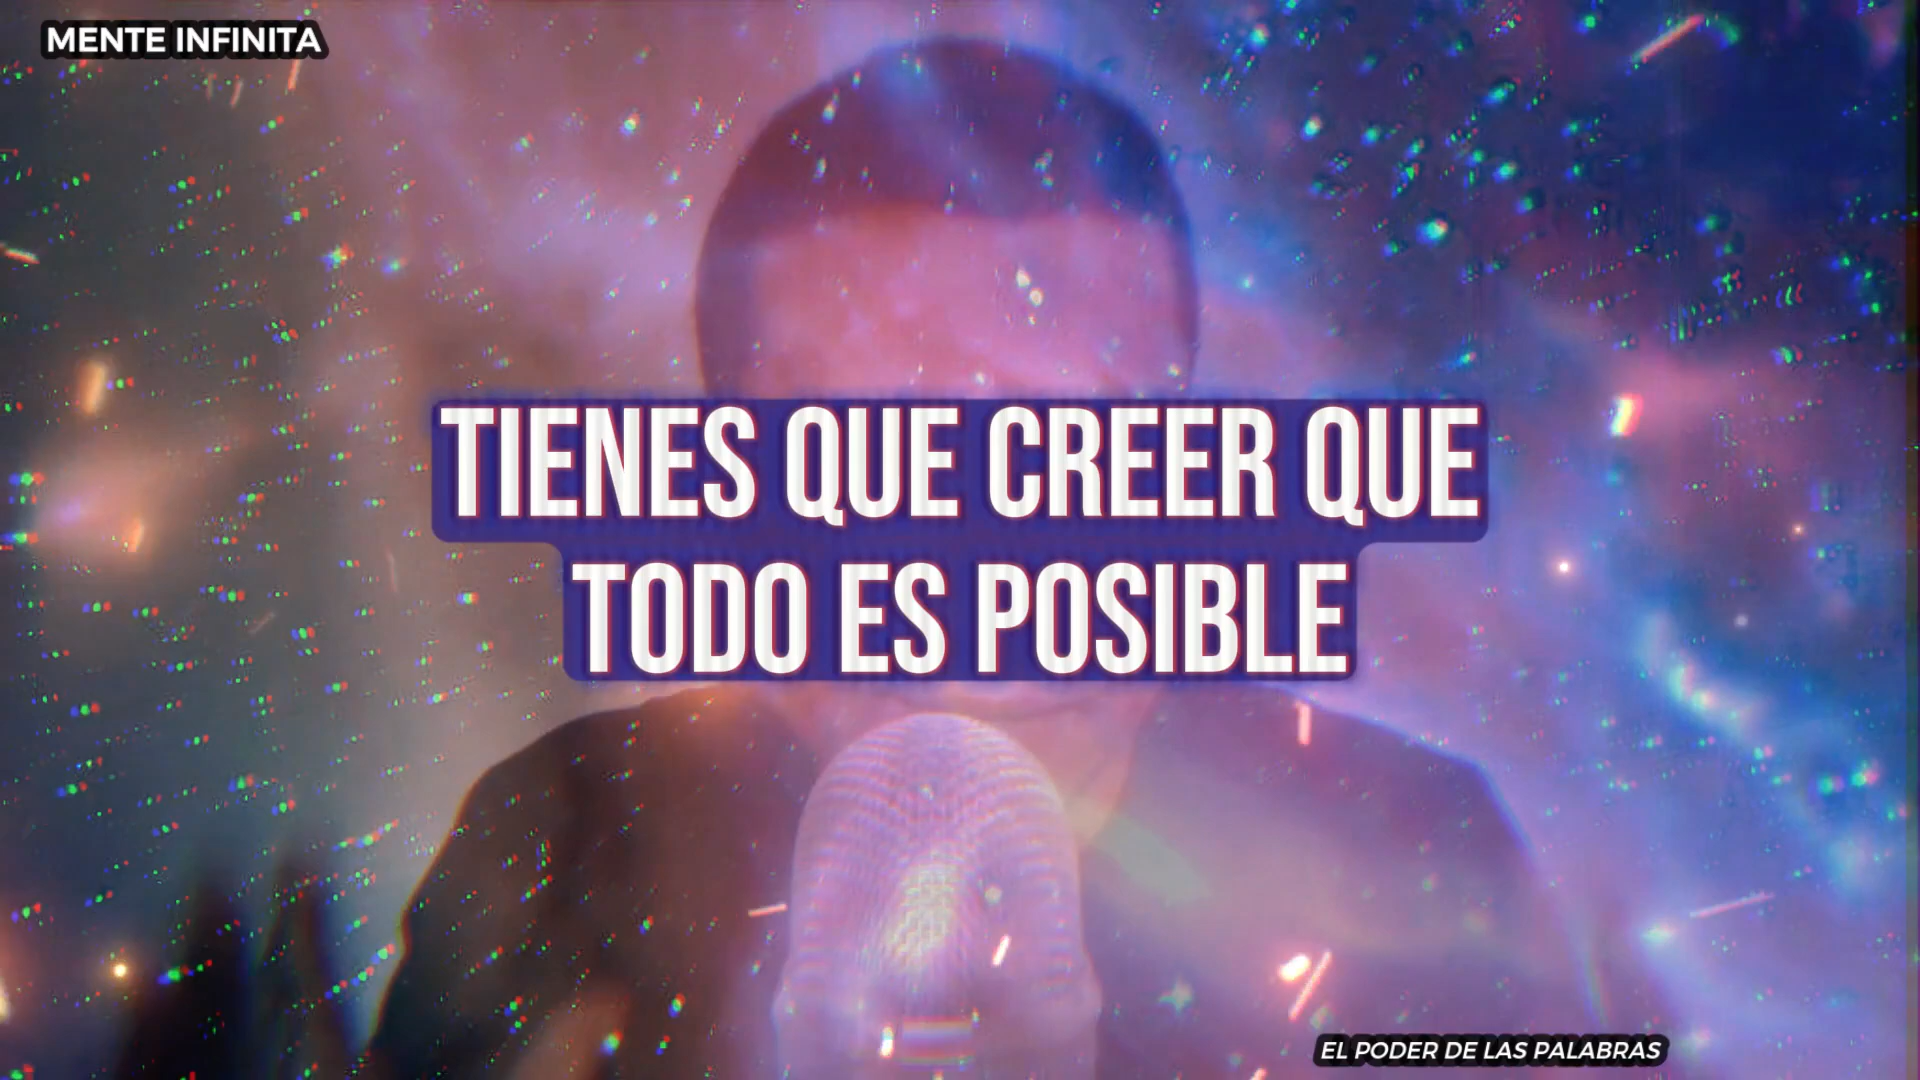 MENTE INFINITA
TIENES QUE CREER QUE
TODO ES POSIBLE
EL PODER DE LAS PALABRAS